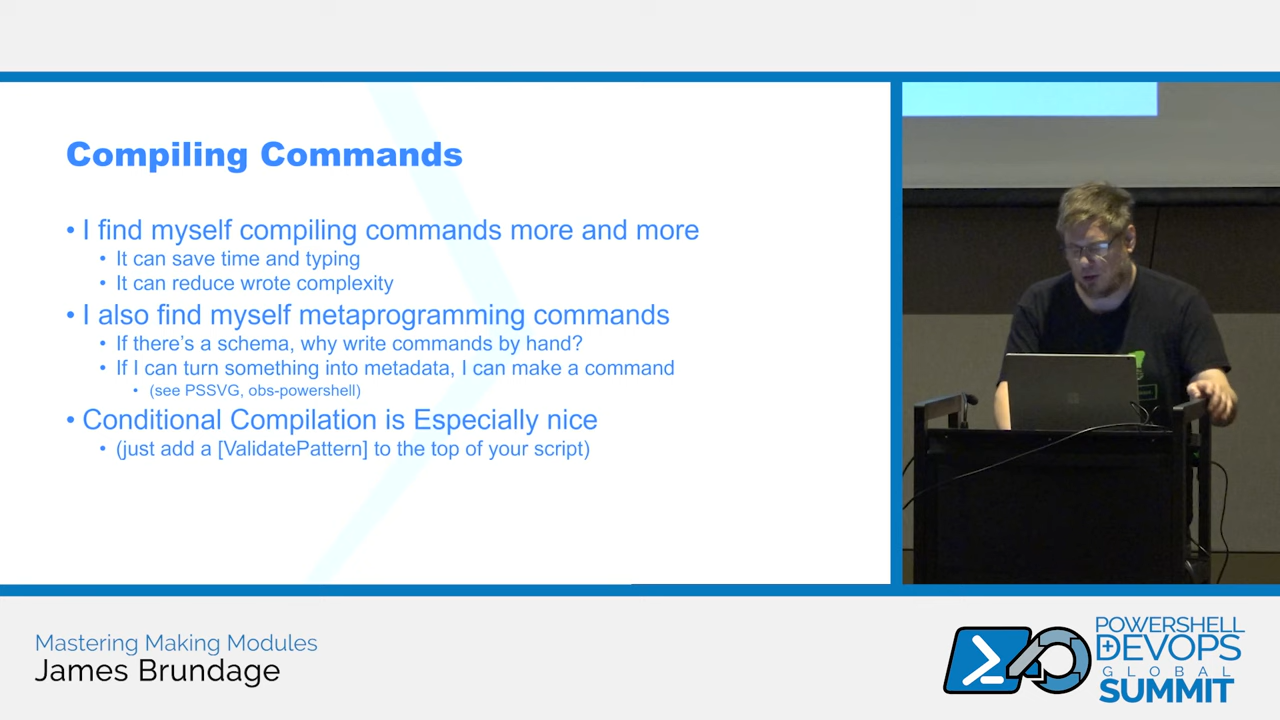 Compiling Commands
• I find myself compiling commands more and more
• It can save time and typing
• It can reduce wrote complexity
• I also find myself metaprogramming commands
• If there's a schema, why write commands by hand?
• If I can turn something into metadata, I can make a command
• (see PSSVG, obs-powershell)
• Conditional Compilation is Especially nice
• (just add a [ValidatePattern] to the top of your script)
Mastering Making Modules
James Brundage
POWERSHELL
DEVOPS
GLOBAL
SUMMIT